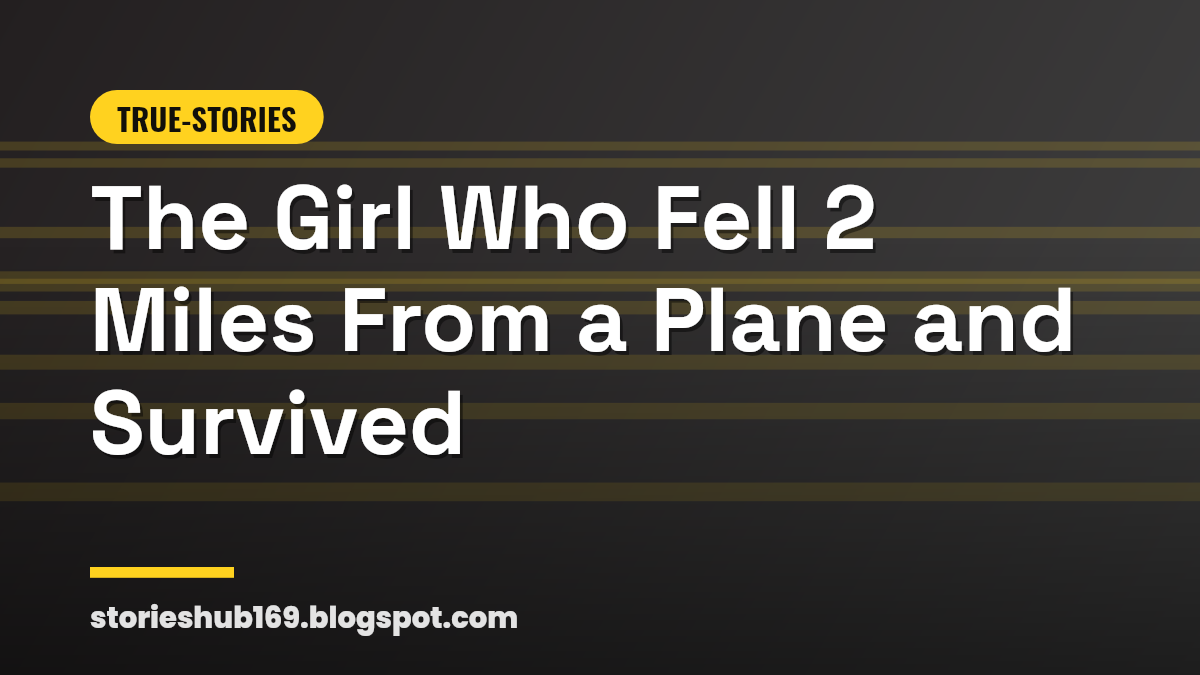 TRUE-STORIES
The Girl Who Fell 2
Miles From a Plane and
Survived
storieshub169.blogspot.com